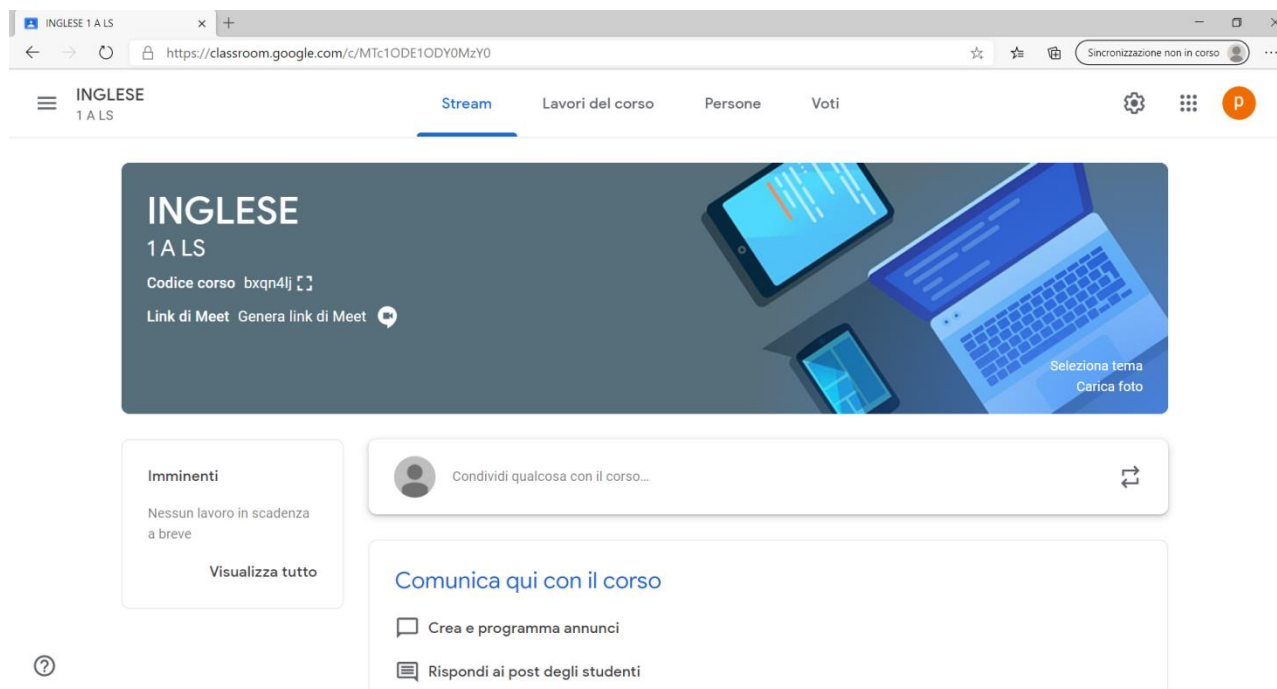 INGLESE 1 A LS
https://classroom.google.com/c/MTc1ODE1ODY0MzY0
Sincronizzazione non in corso
INGLESE
1 A LS
Stream
Lavori del corso
Persone
Voti
p
INGLESE
1 A LS
Codice corso bxqn4lj
Link di Meet Genera link di Meet
Seleziona tema
Carica foto
Imminenti
Nessun lavoro in scadenza
a breve
Visualizza tutto
Condividi qualcosa con il corso…
Comunica qui con il corso
Crea e programma annunci
Rispondi ai post degli studenti